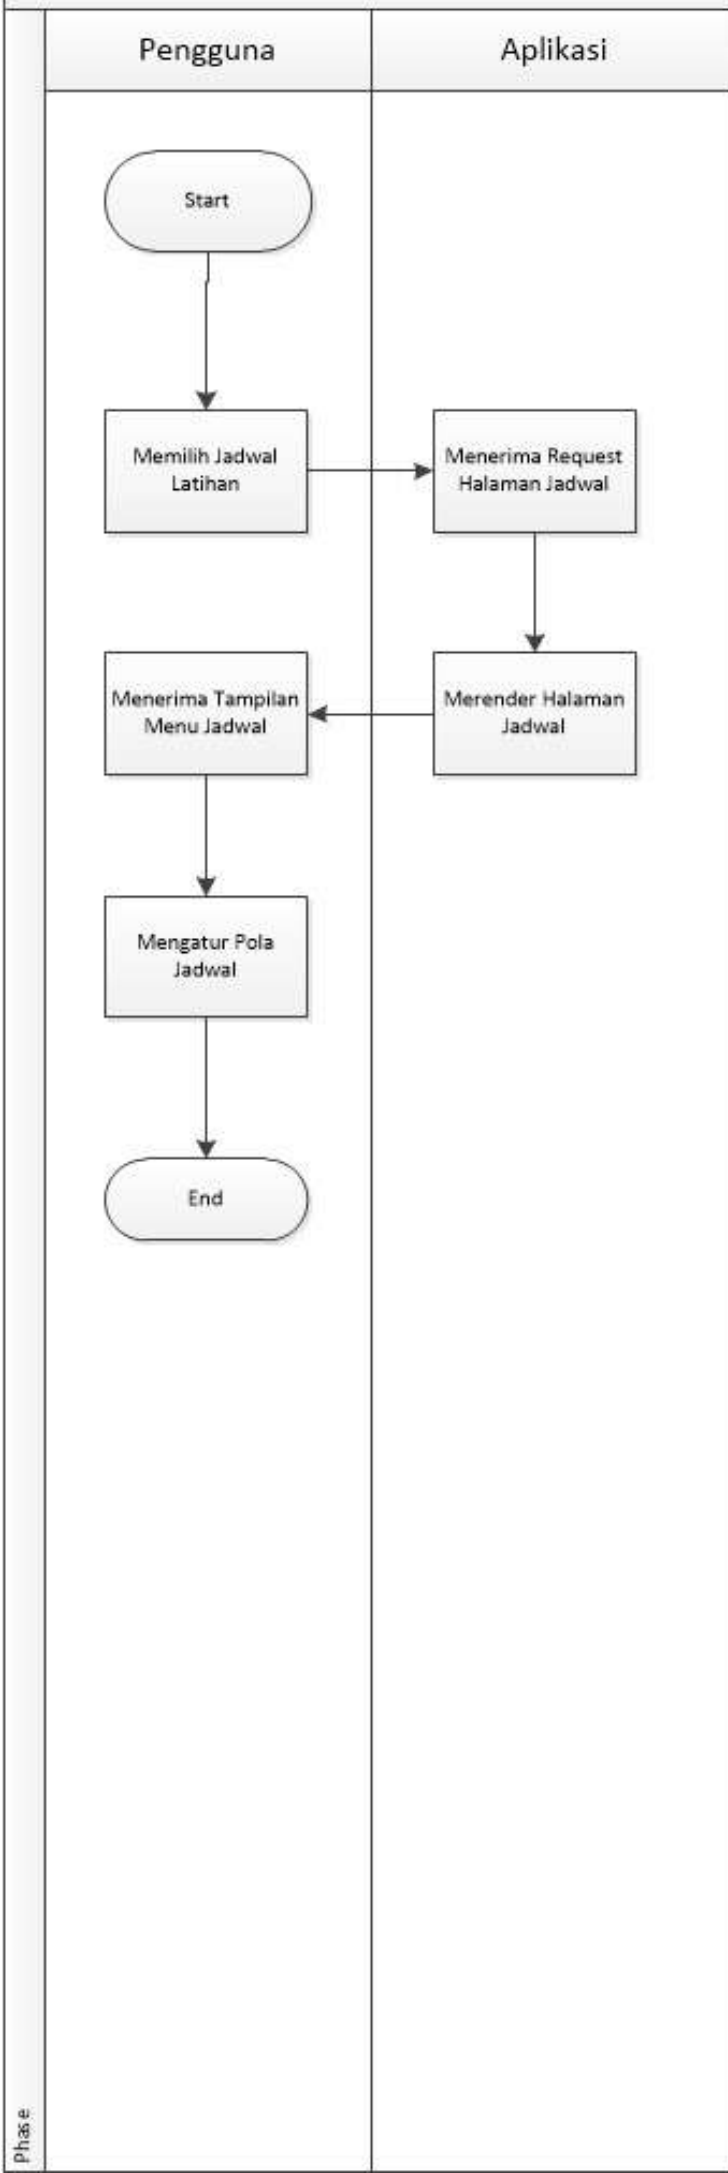 Pengguna
Aplikasi
Start
Memilih Jadwal
Latihan
Menerima Request
Halaman Jadwal
Menerima Tampilan
Menu Jadwal
Merender Halaman
Jadwal
Mengatur Pola
Jadwal
End
Phase